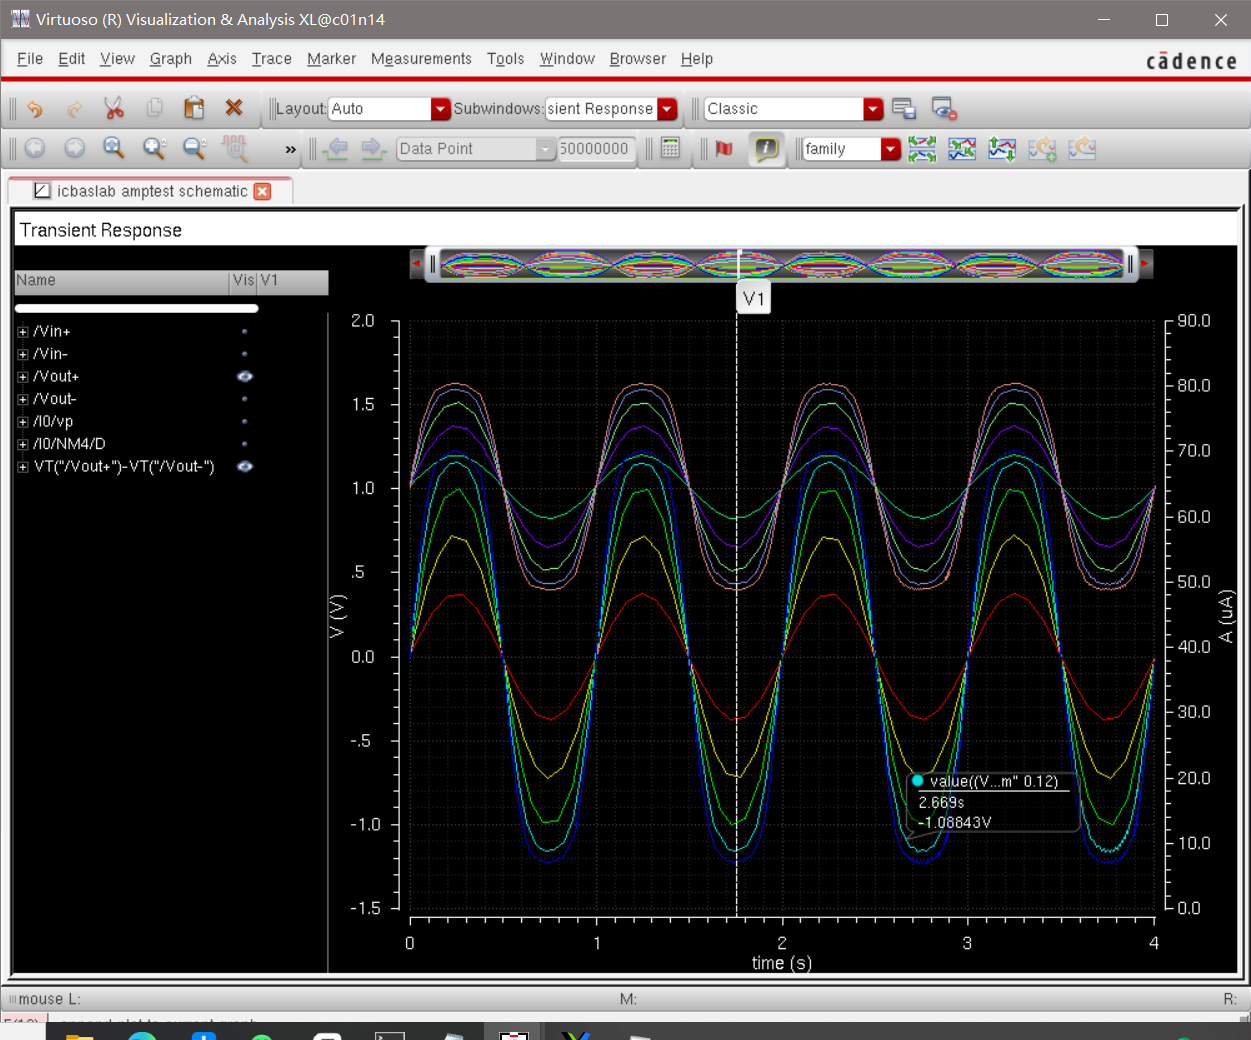 Virtuoso (R) Visualization & Analysis XL@c01n14
File Edit View Graph Axis Trace Marker Measurements Tools Window Browser Help
cādence
Layout: Auto Subwindows: sient Response Classic
» Data Point 50000000 family
icbaslab amptest schematic
Transient Response
Name Vis V1
V1
/Vin+
/Vin-
/Vout+
/Vout-
/I0/vp
/I0/NM4/D
VT("/Vout+")-VT("/Vout-")
2.0
1.5
1.0
.5
0.0
-.5
-1.0
-1.5
V (V)
90.0
80.0
70.0
60.0
50.0
40.0
30.0
20.0
10.0
0.0
A (uA)
value((V...m" 0.12)
2.669s
-1.08843V
0 1 2 3 4
time (s)
mouse L: M: R: